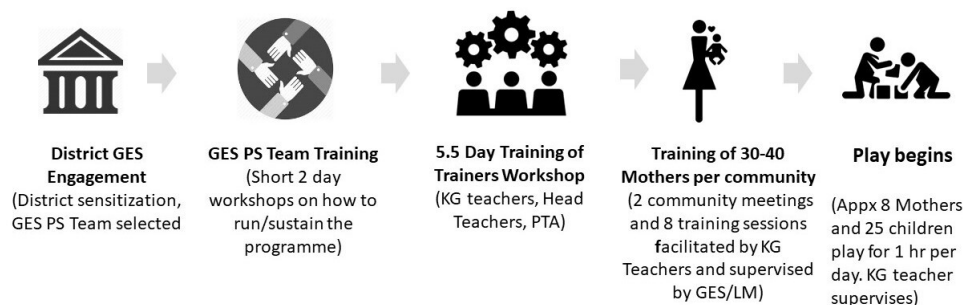 District GES
Engagement
(District sensitization,
GES PS Team selected
GES PS Team Training
(Short 2 day
workshops on how to
run/sustain the
programme)
5.5 Day Training of
Trainers Workshop
(KG teachers, Head
Teachers, PTA)
Training of 30-40
Mothers per community
(2 community meetings
and 8 training sessions
facilitated by KG
Teachers and supervised
by GES/LM)
Play begins
(Appx 8 Mothers
and 25 children
play for 1 hr per
day. KG teacher
supervises)